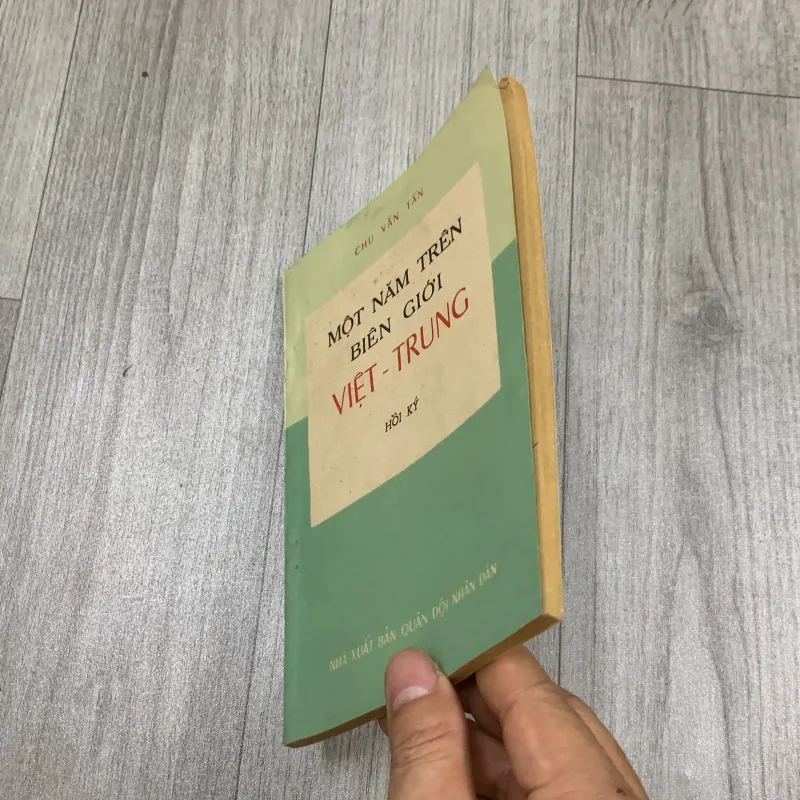 CHU VĂN TẤN
MỘT NĂM TRÊN
BIÊN GIỚI
VIỆT - TRUNG
HỒI KÝ
NHÀ XUẤT BẢN QUÂN ĐỘI NHÂN DÂN